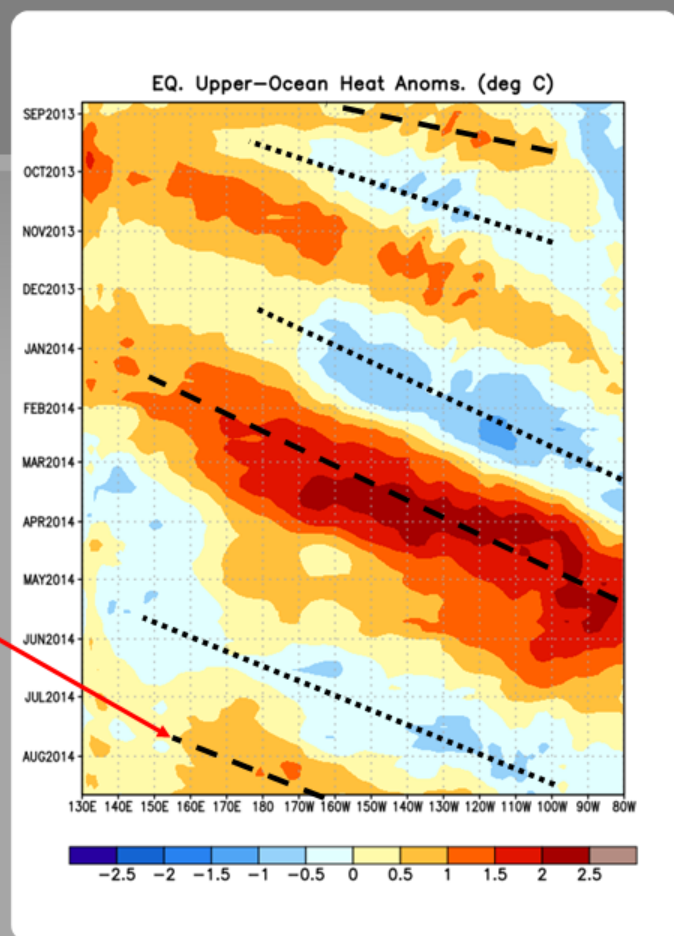 EQ. Upper-Ocean Heat Anoms. (deg C)
SEP2013
OCT2013
NOV2013
DEC2013
JAN2014
FEB2014
MAR2014
APR2014
MAY2014
JUN2014
JUL2014
AUG2014
130E 140E 150E 160E 170E 180 170W 160W 150W 140W 130W 120W 110W 100W 90W 80W
-2.5 -2 -1.5 -1 -0.5 0 0.5 1 1.5 2 2.5